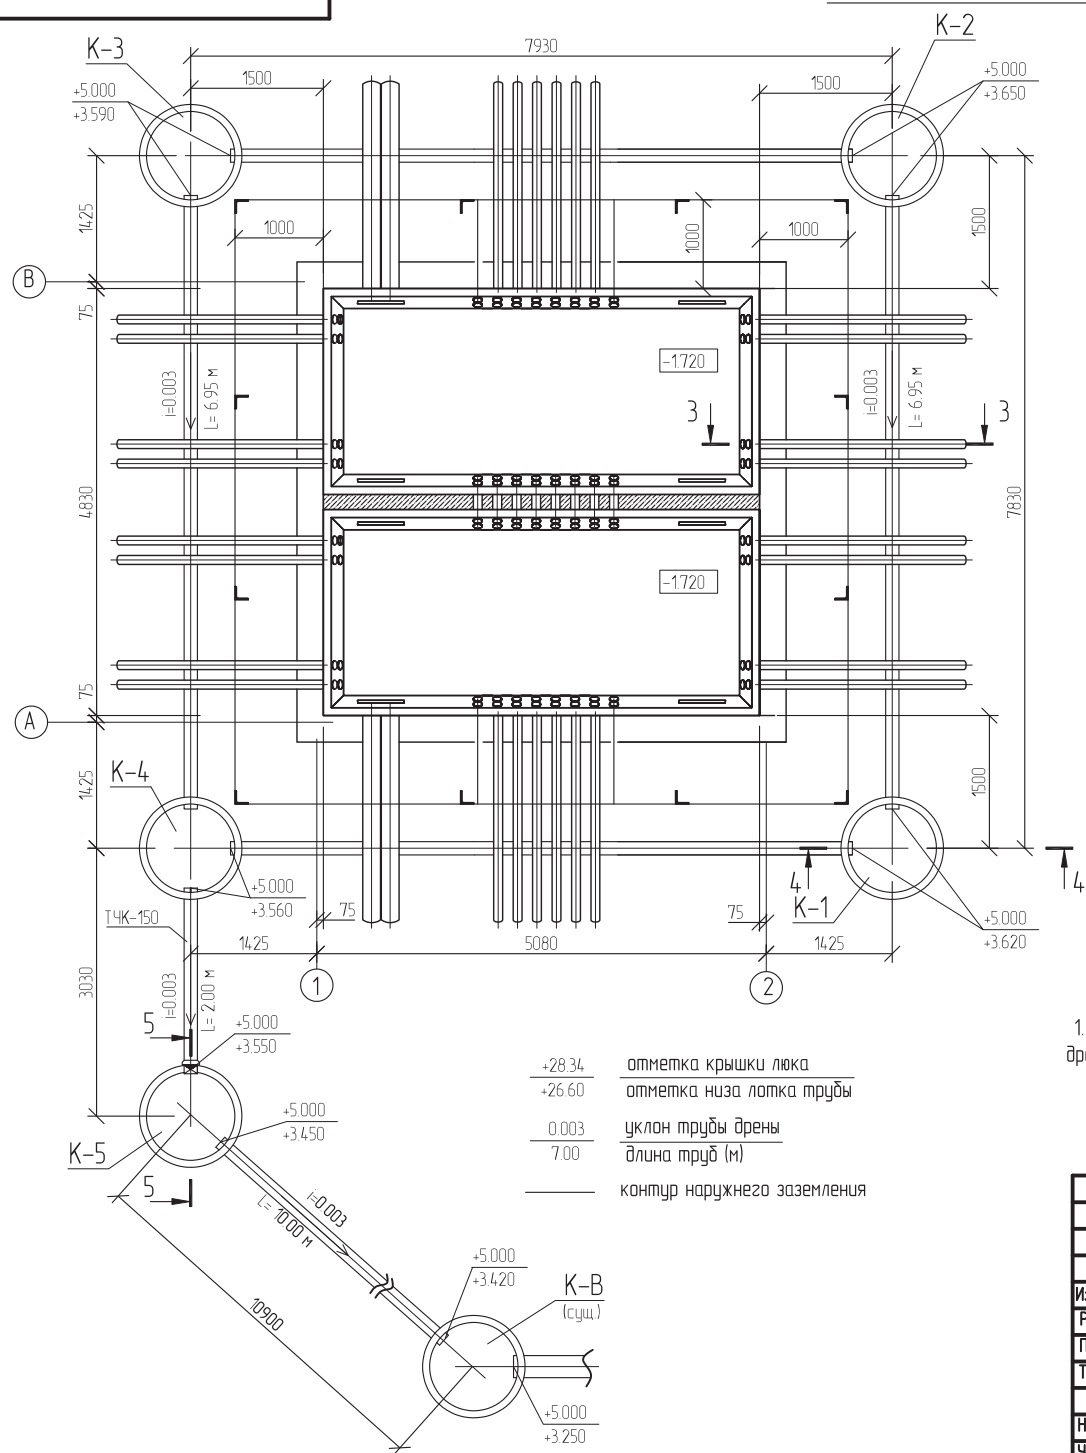 К-3
7930
К-2
1500
1500
+5.000
+3.590
+5.000
+3.650
1425
1000
1000
1000
1500
В
75
i=0.003
L= 6.95 м
-1.720
i=0.003
L= 6.95 м
3
3
4830
7830
-1.720
75
А
1425
К-4
1500
+5.000
+3.560
ТЧК-150
75
75
4
4
К-1
+5.000
+3.620
1425
5080
1425
3030
i=0.003
L= 2.00 м
1
2
5
+5.000
+3.550
1.
др
+28.34
отметка крышки люка
+26.60
отметка низа лотка трубы
0.003
уклон трубы дрены
7.00
длина труб (м)
контур наружнего заземления
+5.000
+3.450
К-5
5
i=0.003
L= 10.00 м
10900
+5.000
+3.420
К-В
(сущ.)
+5.000
+3.250
Из
Р
П
Т
Н